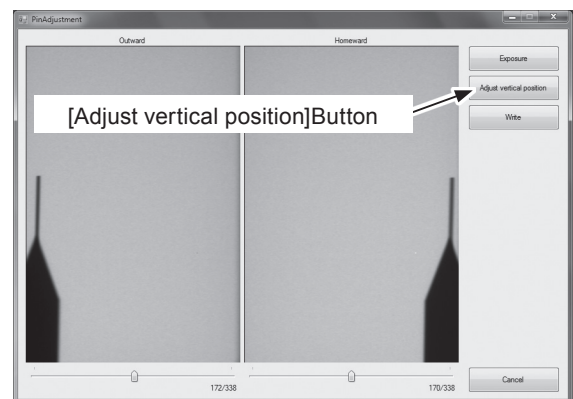 PinAdjustment
Outward
Homeward
Exposure
Adjust vertical position
[Adjust vertical position]Button
Write
172/338
170/338
Cancel